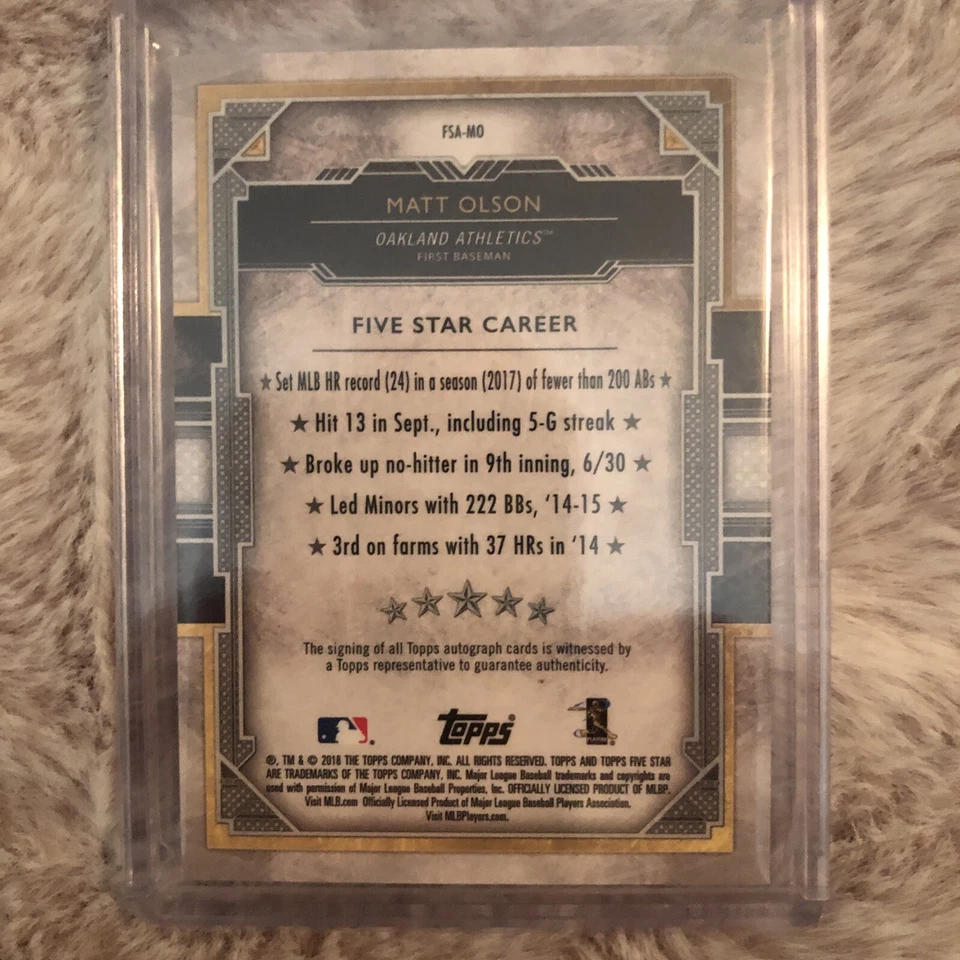 FSA-MO
MATT OLSON
OAKLAND ATHLETICS™
FIRST BASEMAN
FIVE STAR CAREER
★ Set MLB HR record (24) in a season (2017) of fewer than 200 ABs ★
★ Hit 13 in Sept., including 5-G streak ★
★ Broke up no-hitter in 9th inning, 6/30 ★
★ Led Minors with 222 BBs, '14-15 ★
★ 3rd on farms with 37 HRs in '14 ★
The signing of all Topps autograph cards is witnessed by
a Topps representative to guarantee authenticity.
topps®
®, TM & © 2018 THE TOPPS COMPANY, INC. ALL RIGHTS RESERVED. TOPPS AND TOPPS FIVE STAR
ARE TRADEMARKS OF THE TOPPS COMPANY, INC. Major League Baseball trademarks and copyrights are
used with permission of Major League Baseball Properties, Inc. OFFICIALLY LICENSED PRODUCT OF MLBP.
Visit MLB.com Officially Licensed Product of Major League Baseball Players Association.
Visit MLBPlayers.com.